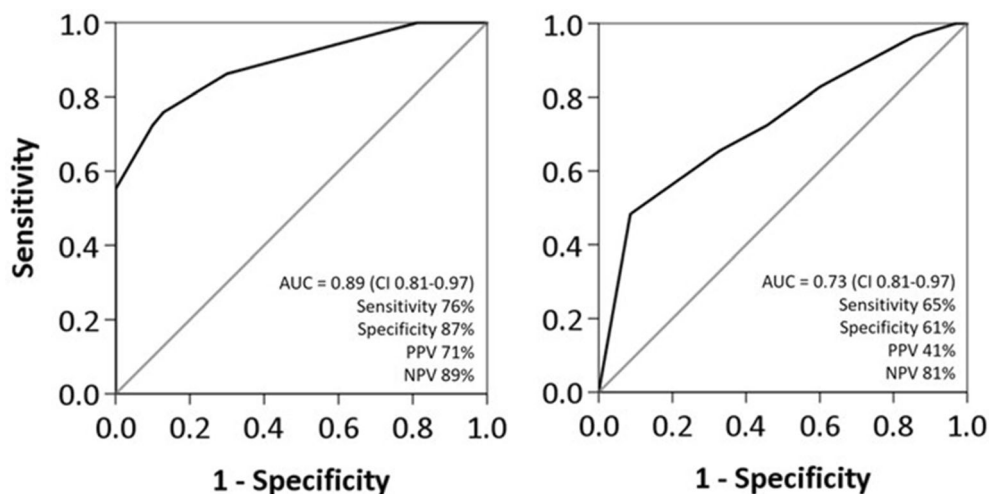 Sensitivity
1.0
0.8
0.6
0.4
0.2
0.0
0.0 0.2 0.4 0.6 0.8 1.0
AUC = 0.89 (CI 0.81-0.97)
Sensitivity 76%
Specificity 87%
PPV 71%
NPV 89%
1 - Specificity
1.0
0.8
0.6
0.4
0.2
0.0
0.0 0.2 0.4 0.6 0.8 1.0
AUC = 0.73 (CI 0.81-0.97)
Sensitivity 65%
Specificity 61%
PPV 41%
NPV 81%
1 - Specificity